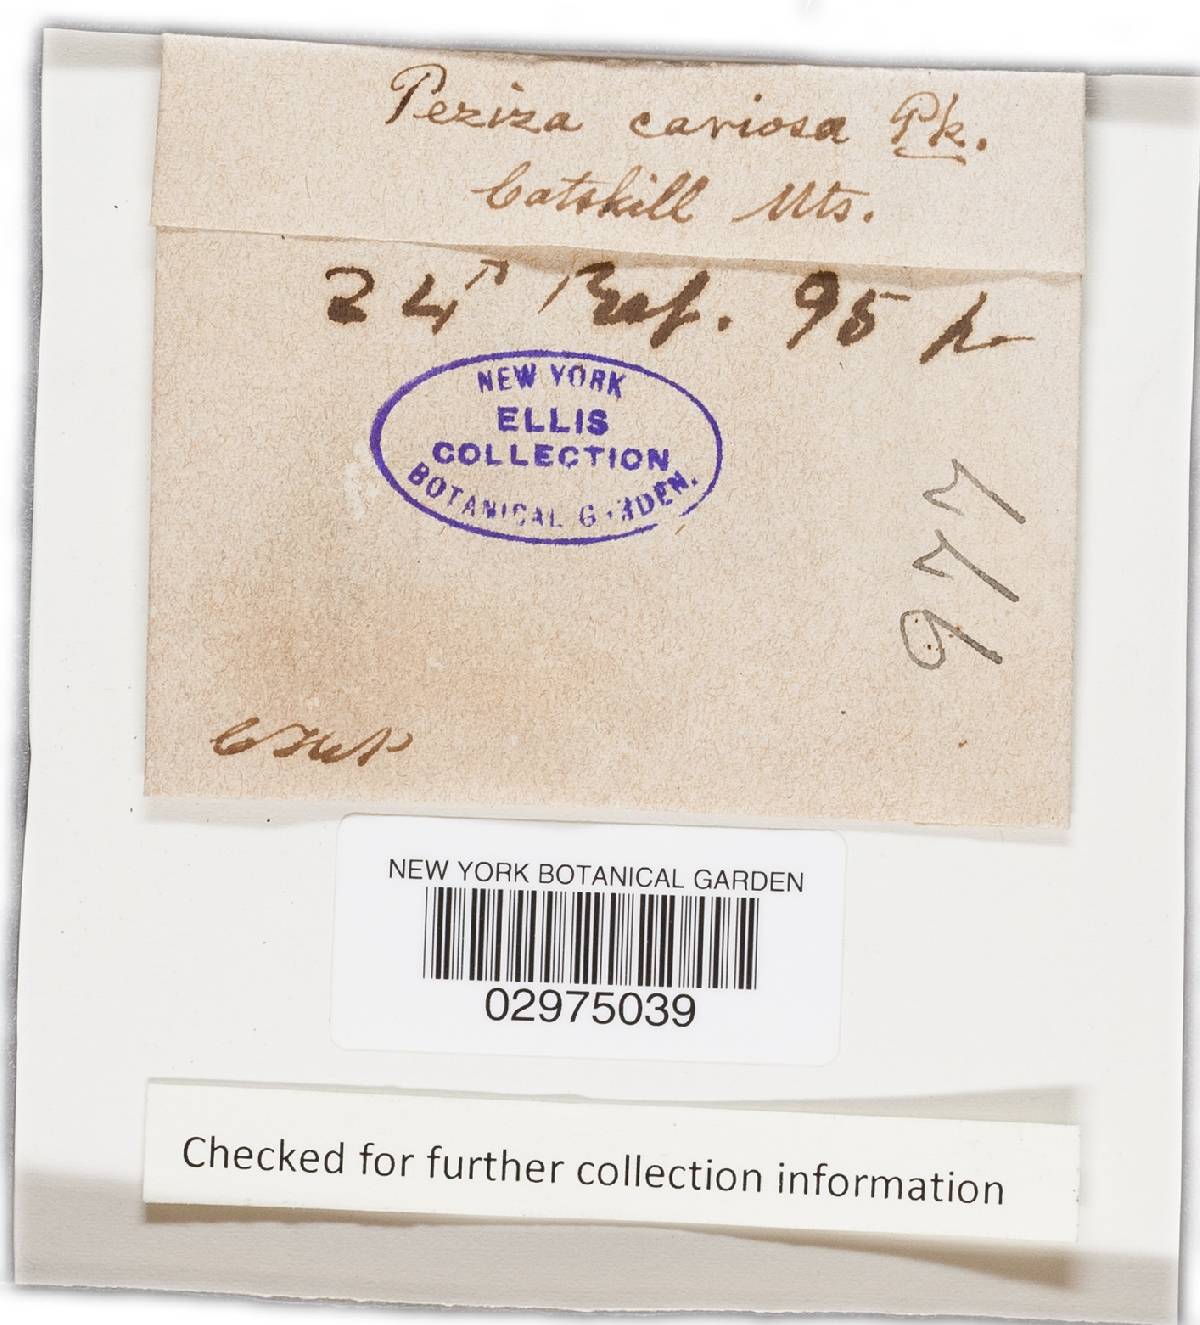 Peziza cariosa Pk.
Catskill Mts.
24 Rep. 95 p
NEW YORK
ELLIS
COLLECTION
BOTANICAL GARDEN.
977
CHP
NEW YORK BOTANICAL GARDEN
02975039
Checked for further collection information